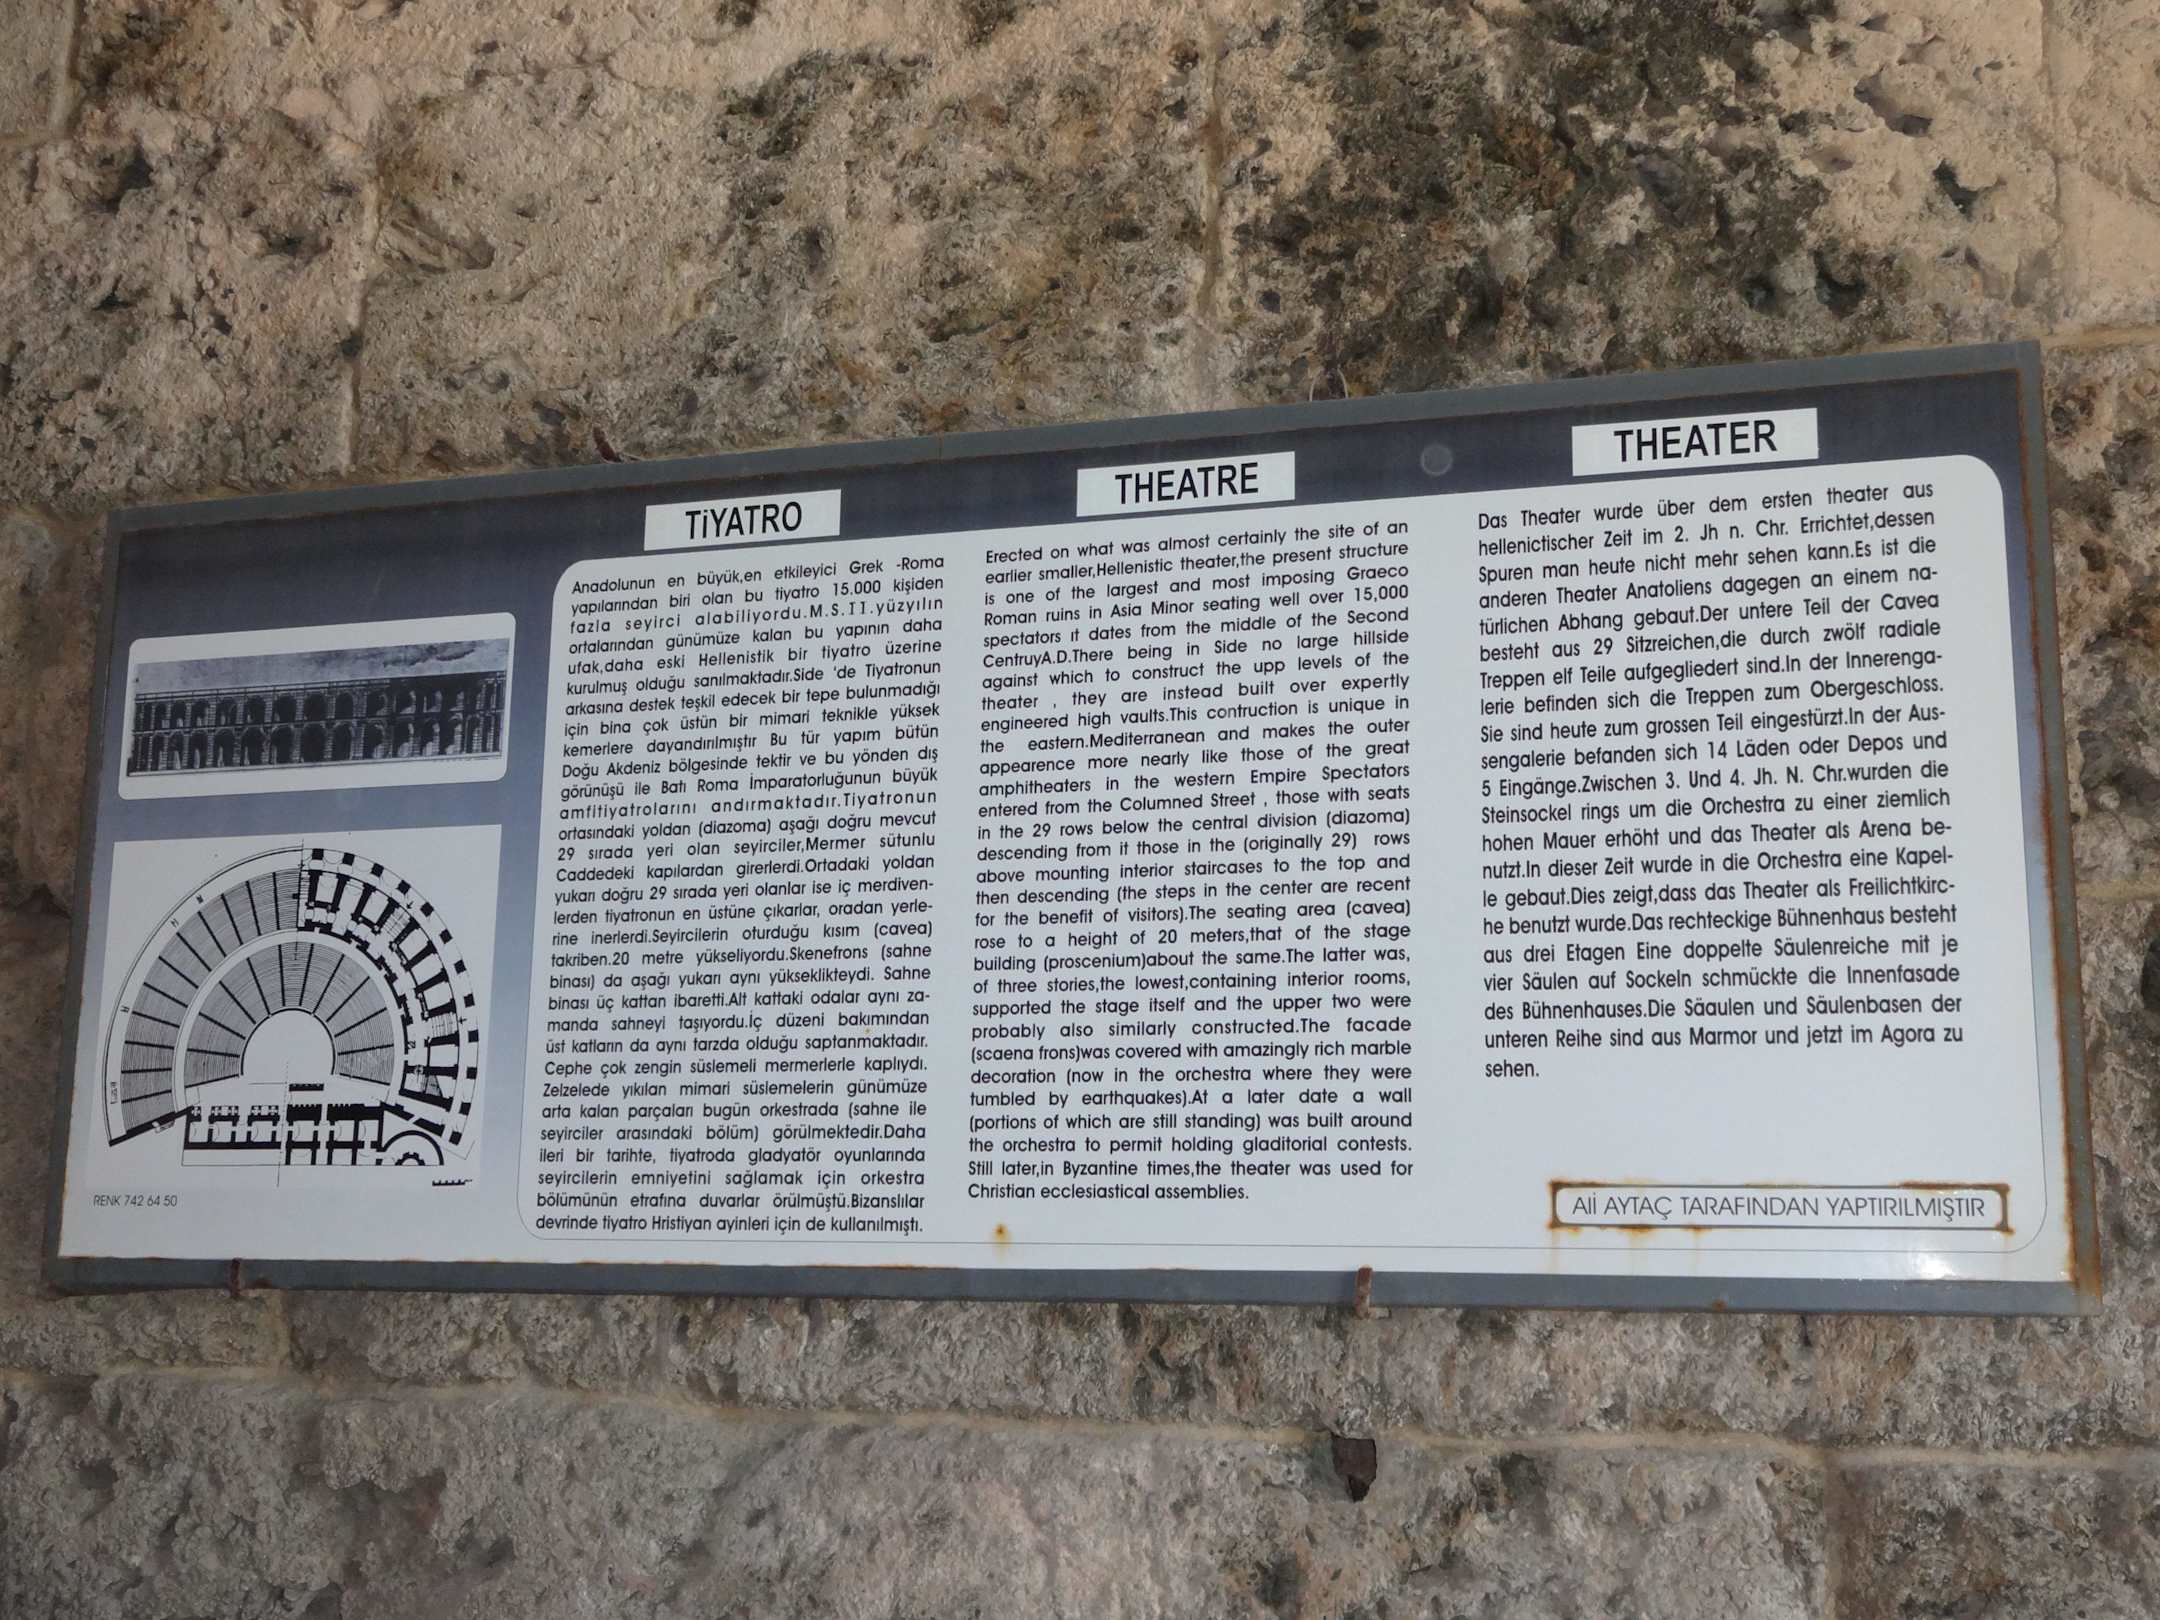 TiYATRO
Anadolunun en büyük,en etkileyici Grek -Roma
yapılarından biri olan bu tiyatro 15.000 kişiden
fazla seyirci alabiliyordu.M.S.II.yüzyılın
ortalarından günümüze kalan bu yapının daha
ufak,daha eski Hellenistik bir tiyatro üzerine
kurulmuş olduğu sanılmaktadır.Side 'de Tiyatronun
arkasına destek teşkil edecek bir tepe bulunmadığı
için bina çok üstün bir mimari teknikle yüksek
kemerlere dayandırılmıştır Bu tür yapım bütün
Doğu Akdeniz bölgesinde tektir ve bu yönden dış
görünüşü ile Batı Roma İmparatorluğunun büyük
amfitiyatrolarını andırmaktadır.Tiyatronun
ortasındaki yoldan (diazoma) aşağı doğru mevcut
29 sırada yeri olan seyirciler,Mermer sütunlu
Caddedeki kapılardan girerlerdi.Ortadaki yoldan
yukarı doğru 29 sırada yeri olanlar ise iç merdiven-
lerden tiyatronun en üstüne çıkarlar, oradan yerle-
rine inerlerdi.Seyircilerin oturduğu kısım (cavea)
takriben.20 metre yükseliyordu.Skenefrons (sahne
binası) da aşağı yukarı aynı yükseklikteydi. Sahne
binası üç kattan ibaretti.Alt kattaki odalar aynı za-
manda sahneyi taşıyordu.İç düzeni bakımından
üst katların da aynı tarzda olduğu saptanmaktadır.
Cephe çok zengin süslemeli mermerlerle kaplıydı.
Zelzelede yıkılan mimari süslemelerin günümüze
arta kalan parçaları bugün orkestrada (sahne ile
seyirciler arasındaki bölüm) görülmektedir.Daha
ileri bir tarihte, tiyatroda gladyatör oyunlarında
seyircilerin emniyetini sağlamak için orkestra
bölümünün etrafına duvarlar örülmüştü.Bizanslılar
devrinde tiyatro Hristiyan ayinleri için de kullanılmıştı.
THEATRE
Erected on what was almost certainly the site of an
earlier smaller,Hellenistic theater,the present structure
is one of the largest and most imposing Graeco
Roman ruins in Asia Minor seating well over 15,000
spectators ıt dates from the middle of the Second
CentruyA.D.There being in Side no large hillside
against which to construct the upp levels of the
theater , they are instead built over expertly
engineered high vaults.This contruction is unique in
the eastern.Mediterranean and makes the outer
appearence more nearly like those of the great
amphitheaters in the western Empire Spectators
entered from the Columned Street , those with seats
in the 29 rows below the central division (diazoma)
descending from it those in the (originally 29) rows
above mounting interior staircases to the top and
then descending (the steps in the center are recent
for the benefit of visitors).The seating area (cavea)
rose to a height of 20 meters,that of the stage
building (proscenium)about the same.The latter was,
of three stories,the lowest,containing interior rooms,
supported the stage itself and the upper two were
probably also similarly constructed.The facade
(scaena frons)was covered with amazingly rich marble
decoration (now in the orchestra where they were
tumbled by earthquakes).At a later date a wall
(portions of which are still standing) was built around
the orchestra to permit holding gladitorial contests.
Still later,in Byzantine times,the theater was used for
Christian ecclesiastical assemblies.
THEATER
Das Theater wurde über dem ersten theater aus
hellenictischer Zeit im 2. Jh n. Chr. Errichtet,dessen
Spuren man heute nicht mehr sehen kann.Es ist die
anderen Theater Anatoliens dagegen an einem na-
türlichen Abhang gebaut.Der untere Teil der Cavea
besteht aus 29 Sitzreichen,die durch zwölf radiale
Treppen elf Teile aufgegliedert sind.In der Innerenga-
lerie befinden sich die Treppen zum Obergeschloss.
Sie sind heute zum grossen Teil eingestürzt.In der Aus-
sengalerie befanden sich 14 Läden oder Depos und
5 Eingänge.Zwischen 3. Und 4. Jh. N. Chr.wurden die
Steinsockel rings um die Orchestra zu einer ziemlich
hohen Mauer erhöht und das Theater als Arena be-
nutzt.In dieser Zeit wurde in die Orchestra eine Kapel-
le gebaut.Dies zeigt,dass das Theater als Freilichtkirc-
he benutzt wurde.Das rechteckige Bühnenhaus besteht
aus drei Etagen Eine doppelte Säulenreiche mit je
vier Säulen auf Sockeln schmückte die Innenfasade
des Bühnenhauses.Die Säaulen und Säulenbasen der
unteren Reihe sind aus Marmor und jetzt im Agora zu
sehen.
RENK 742 64 50
Ali AYTAÇ TARAFINDAN YAPTIRILMIŞTIR